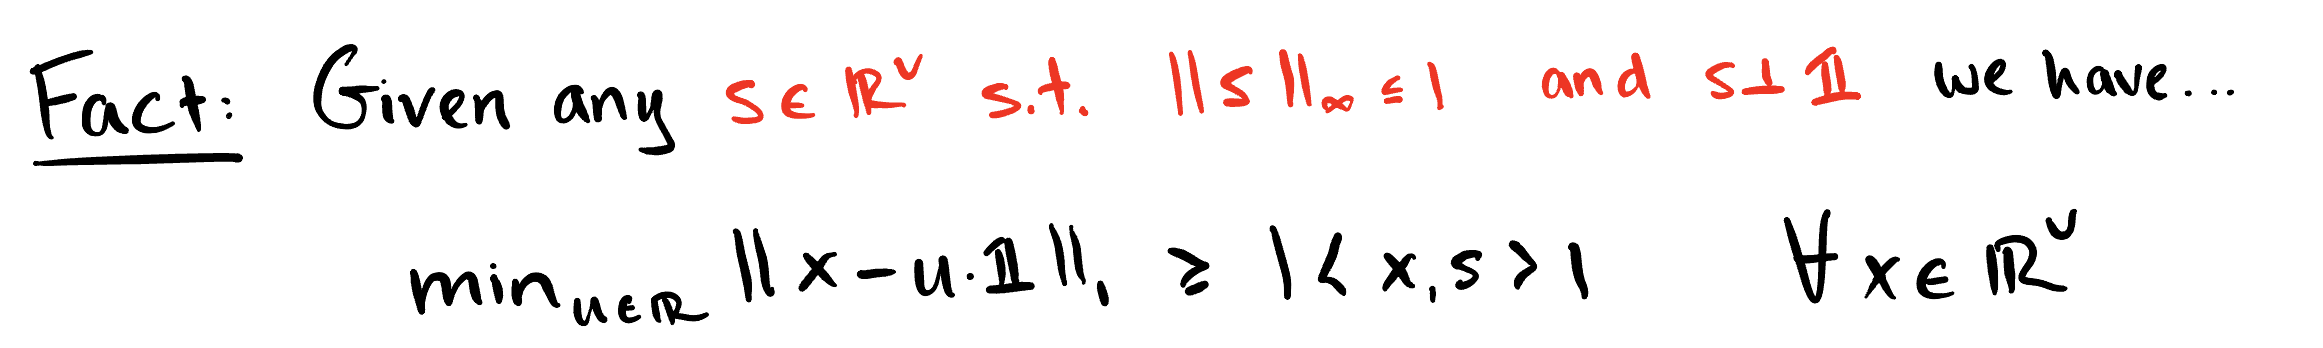 Fact: Given any s ∈ ℝ^V s.t. ||s||_∞ ≤ 1 and s ⊥ 𝟙 we have...
min_{u∈ℝ} ||x - u·𝟙||_1 ≥ |<x,s>| ∀ x ∈ ℝ^V